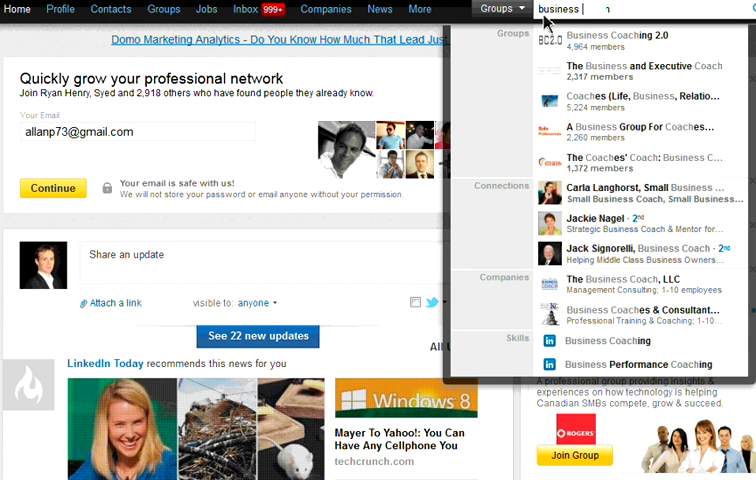 Home Profile Contacts Groups Jobs Inbox 999+ Companies News More Groups business
Domo Marketing Analytics - Do You Know How Much That Lead Just
Quickly grow your professional network
Join Ryan Henry, Syed and 2,918 others who have found people they already know.
Your Email
allanp73@gmail.com
Continue
Your email is safe with us!
We will not store your password or email anyone without your permission.
Share an update
Attach a link visible to: anyone
See 22 new updates
All
LinkedIn Today recommends this news for you
Windows 8
Mayer To Yahoo!: You Can
Have Any Cellphone You
techcrunch.com
Groups
BC2.0
Business Coaching 2.0
4,964 members
The Business and Executive Coach
2,317 members
Coaches (Life, Business, Relatio...
5,224 members
A Business Group For Coaches...
2,260 members
The Coaches' Coach: Business C...
1,372 members
Connections
Carla Langhorst, Small Business ...
Small Business Coach, Small Business...
Jackie Nagel · 2nd
Strategic Business Coach & Mentor for...
Jack Signorelli, Business Coach · 2nd
Helping Middle Class Business Owners...
Companies
The Business Coach, LLC
Management Consulting; 1-10 employees
Business Coaches & Consultant...
Professional Training & Coaching; 1-10...
Skills
in Business Coaching
in Business Performance Coaching
A professional group providing insights &
experiences on how technology is helping
Canadian SMBs compete, grow & succeed.
ROGERS
Join Group